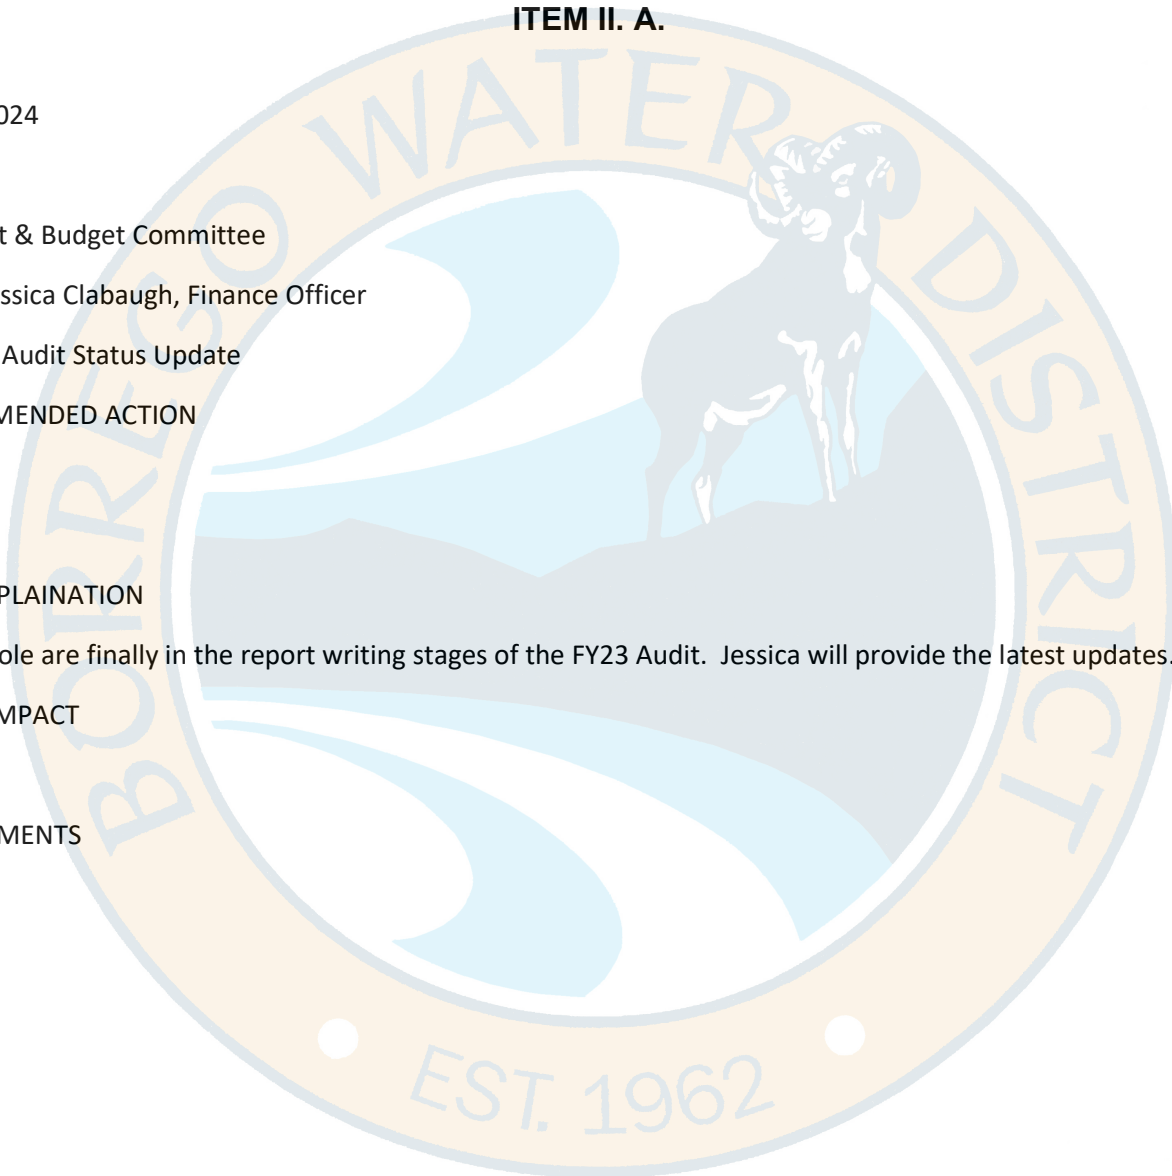 ITEM II. A.
024
t & Budget Committee
ssica Clabaugh, Finance Officer
Audit Status Update
MENDED ACTION
PLAINATION
ole are finally in the report writing stages of the FY23 Audit. Jessica will provide the latest updates.
MPACT
MENTS
BORREGO WATER DISTRICT
EST. 1962